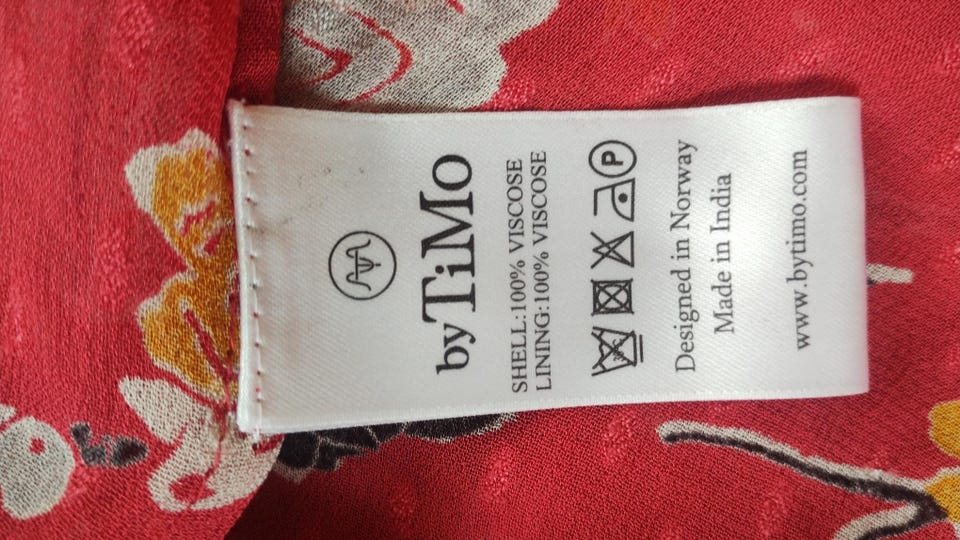 byTiMo
SHELL:100% VISCOSE
LINING:100% VISCOSE
P
Designed in Norway
Made in India
www.bytimo.com